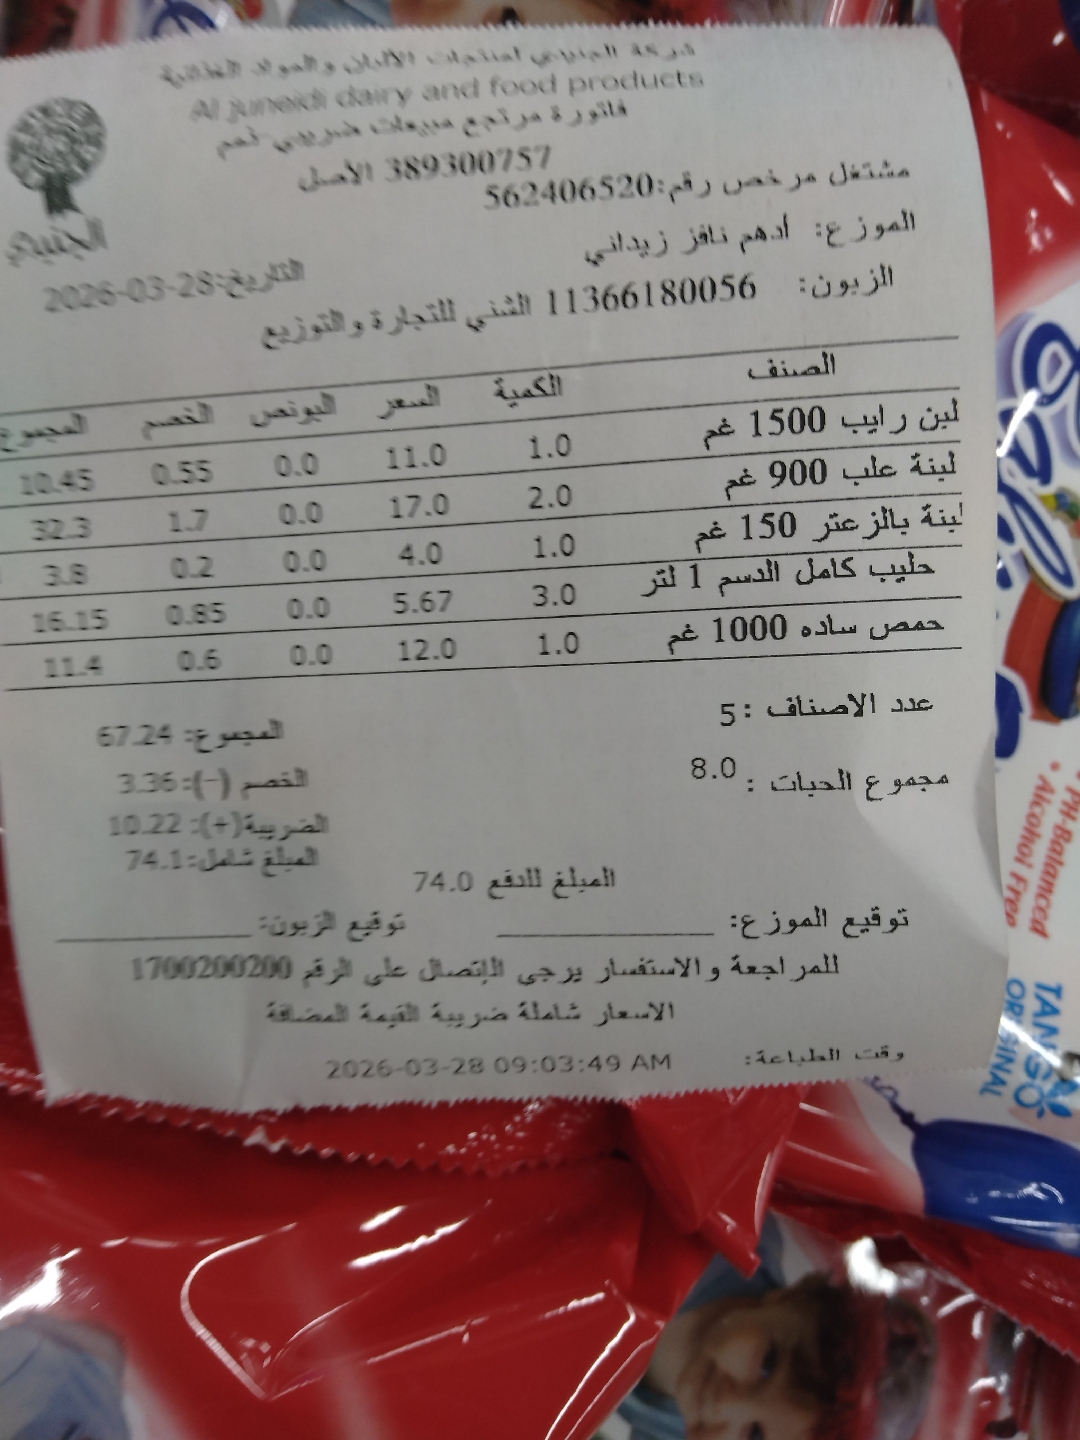 شركة الجنيدي لمنتجات الألبان والمواد الغذائية
Al juneidi dairy and food products
فاتورة مرتجع مبيعات ضريبي-ذمم
389300757 الأصل
مشتغل مرخص رقم:562406520
الجنيدي
الموزع: أدهم نافز زيداني
التاريخ:2026-03-28
الزبون: 11366180056 الشني للتجارة والتوزيع
الصنف الكمية السعر البونص الخصم المجموع
لبن رايب 1500 غم 1.0 11.0 0.0 0.55 10.45
لبنة علب 900 غم 2.0 17.0 0.0 1.7 32.3
لبنة بالزعتر 150 غم 1.0 4.0 0.0 0.2 3.8
حليب كامل الدسم 1 لتر 3.0 5.67 0.0 0.85 16.15
حمص ساده 1000 غم 1.0 12.0 0.0 0.6 11.4
عدد الاصناف :5
المجموع: 67.24
مجموع الحبات : 8.0
الخصم (-):3.36
الضريبة(+): 10.22
المبلغ شامل:74.1
المبلغ للدفع 74.0
توقيع الموزع: توقيع الزبون:
للمراجعة والاستفسار يرجى الإتصال على الرقم 1700200200
الاسعار شاملة ضريبة القيمة المضافة
وقت الطباعة: 2026-03-28 09:03:49 AM
• PH-Balanced
• Alcohol Free
ORIGINAL